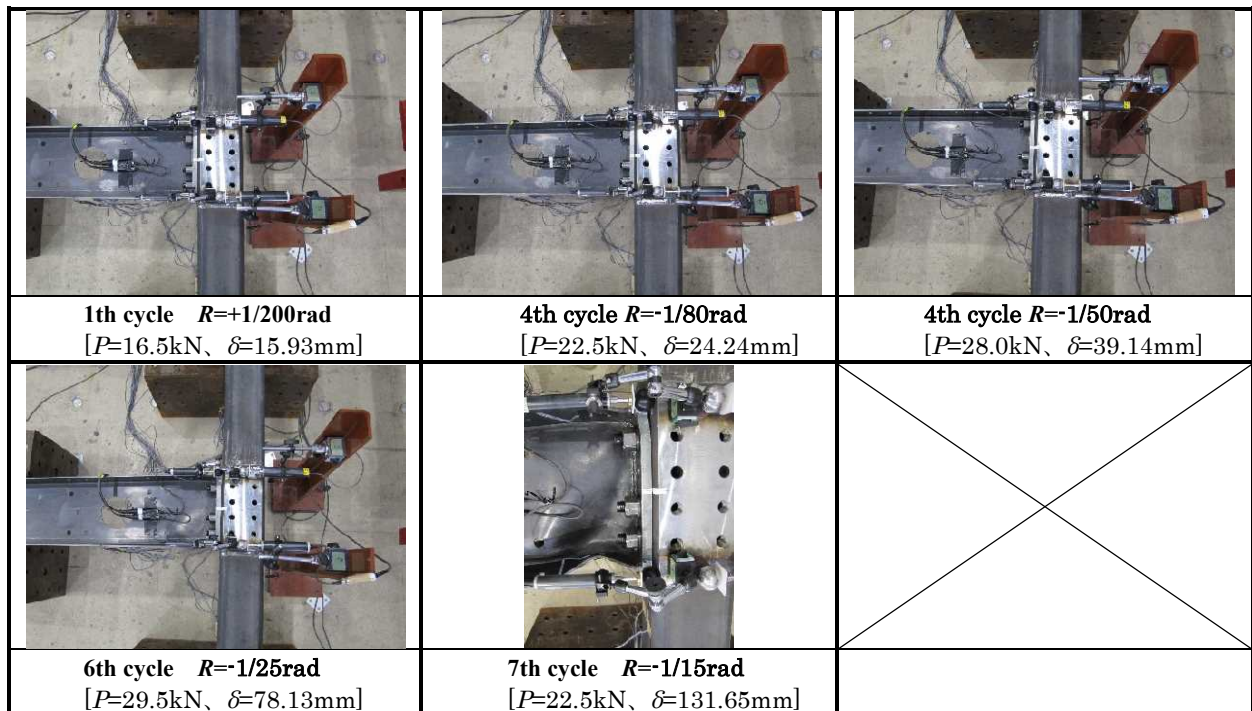 1th cycle R=+1/200rad
[P=16.5kN、δ=15.93mm]
4th cycle R=-1/80rad
[P=22.5kN、δ=24.24mm]
4th cycle R=-1/50rad
[P=28.0kN、δ=39.14mm]
6th cycle R=-1/25rad
[P=29.5kN、δ=78.13mm]
7th cycle R=-1/15rad
[P=22.5kN、δ=131.65mm]